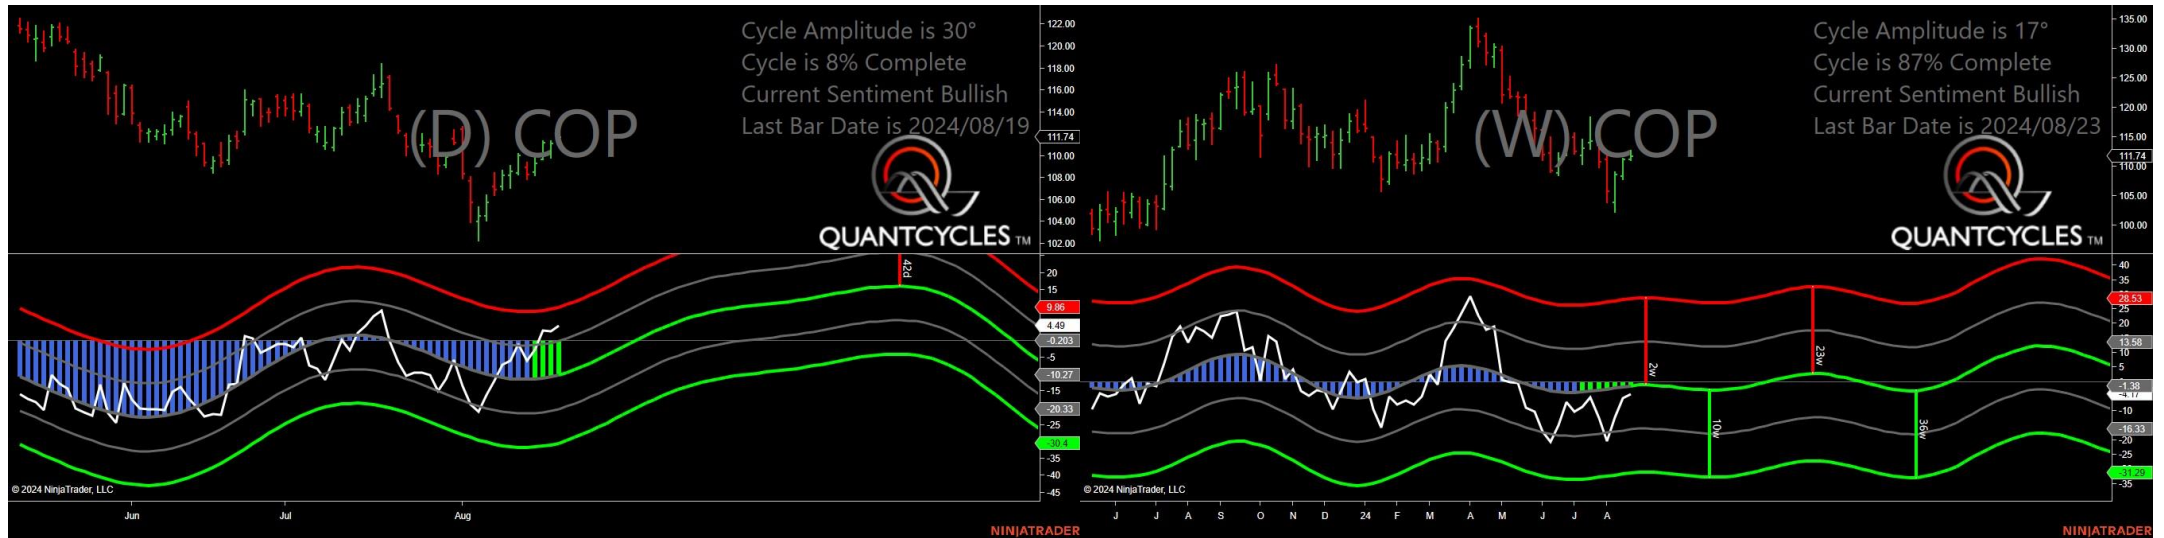 Cycle Amplitude is 30°
Cycle is 8% Complete
Current Sentiment Bullish
Last Bar Date is 2024/08/19
(D) COP
QUANTCYCLES TM
122.00
120.00
118.00
116.00
114.00
111.74
110.00
108.00
106.00
104.00
102.00
42d
20
15
9.86
4.49
-0.203
-5
-10.27
-15
-20.33
-25
-30.4
-35
-40
-45
© 2024 NinjaTrader, LLC
Jun
Jul
Aug
NINJATRADER
Cycle Amplitude is 17°
Cycle is 87% Complete
Current Sentiment Bullish
Last Bar Date is 2024/08/23
(W) COP
QUANTCYCLES TM
135.00
130.00
125.00
120.00
115.00
111.74
110.00
105.00
100.00
2w
10w
23w
36w
40
35
28.53
25
20
13.58
10
5
-1.38
-4.17
-10
-16.33
-20
-25
-31.29
-35
© 2024 NinjaTrader, LLC
J
J
A
S
O
N
D
24
F
M
A
M
J
J
A
NINJATRADER